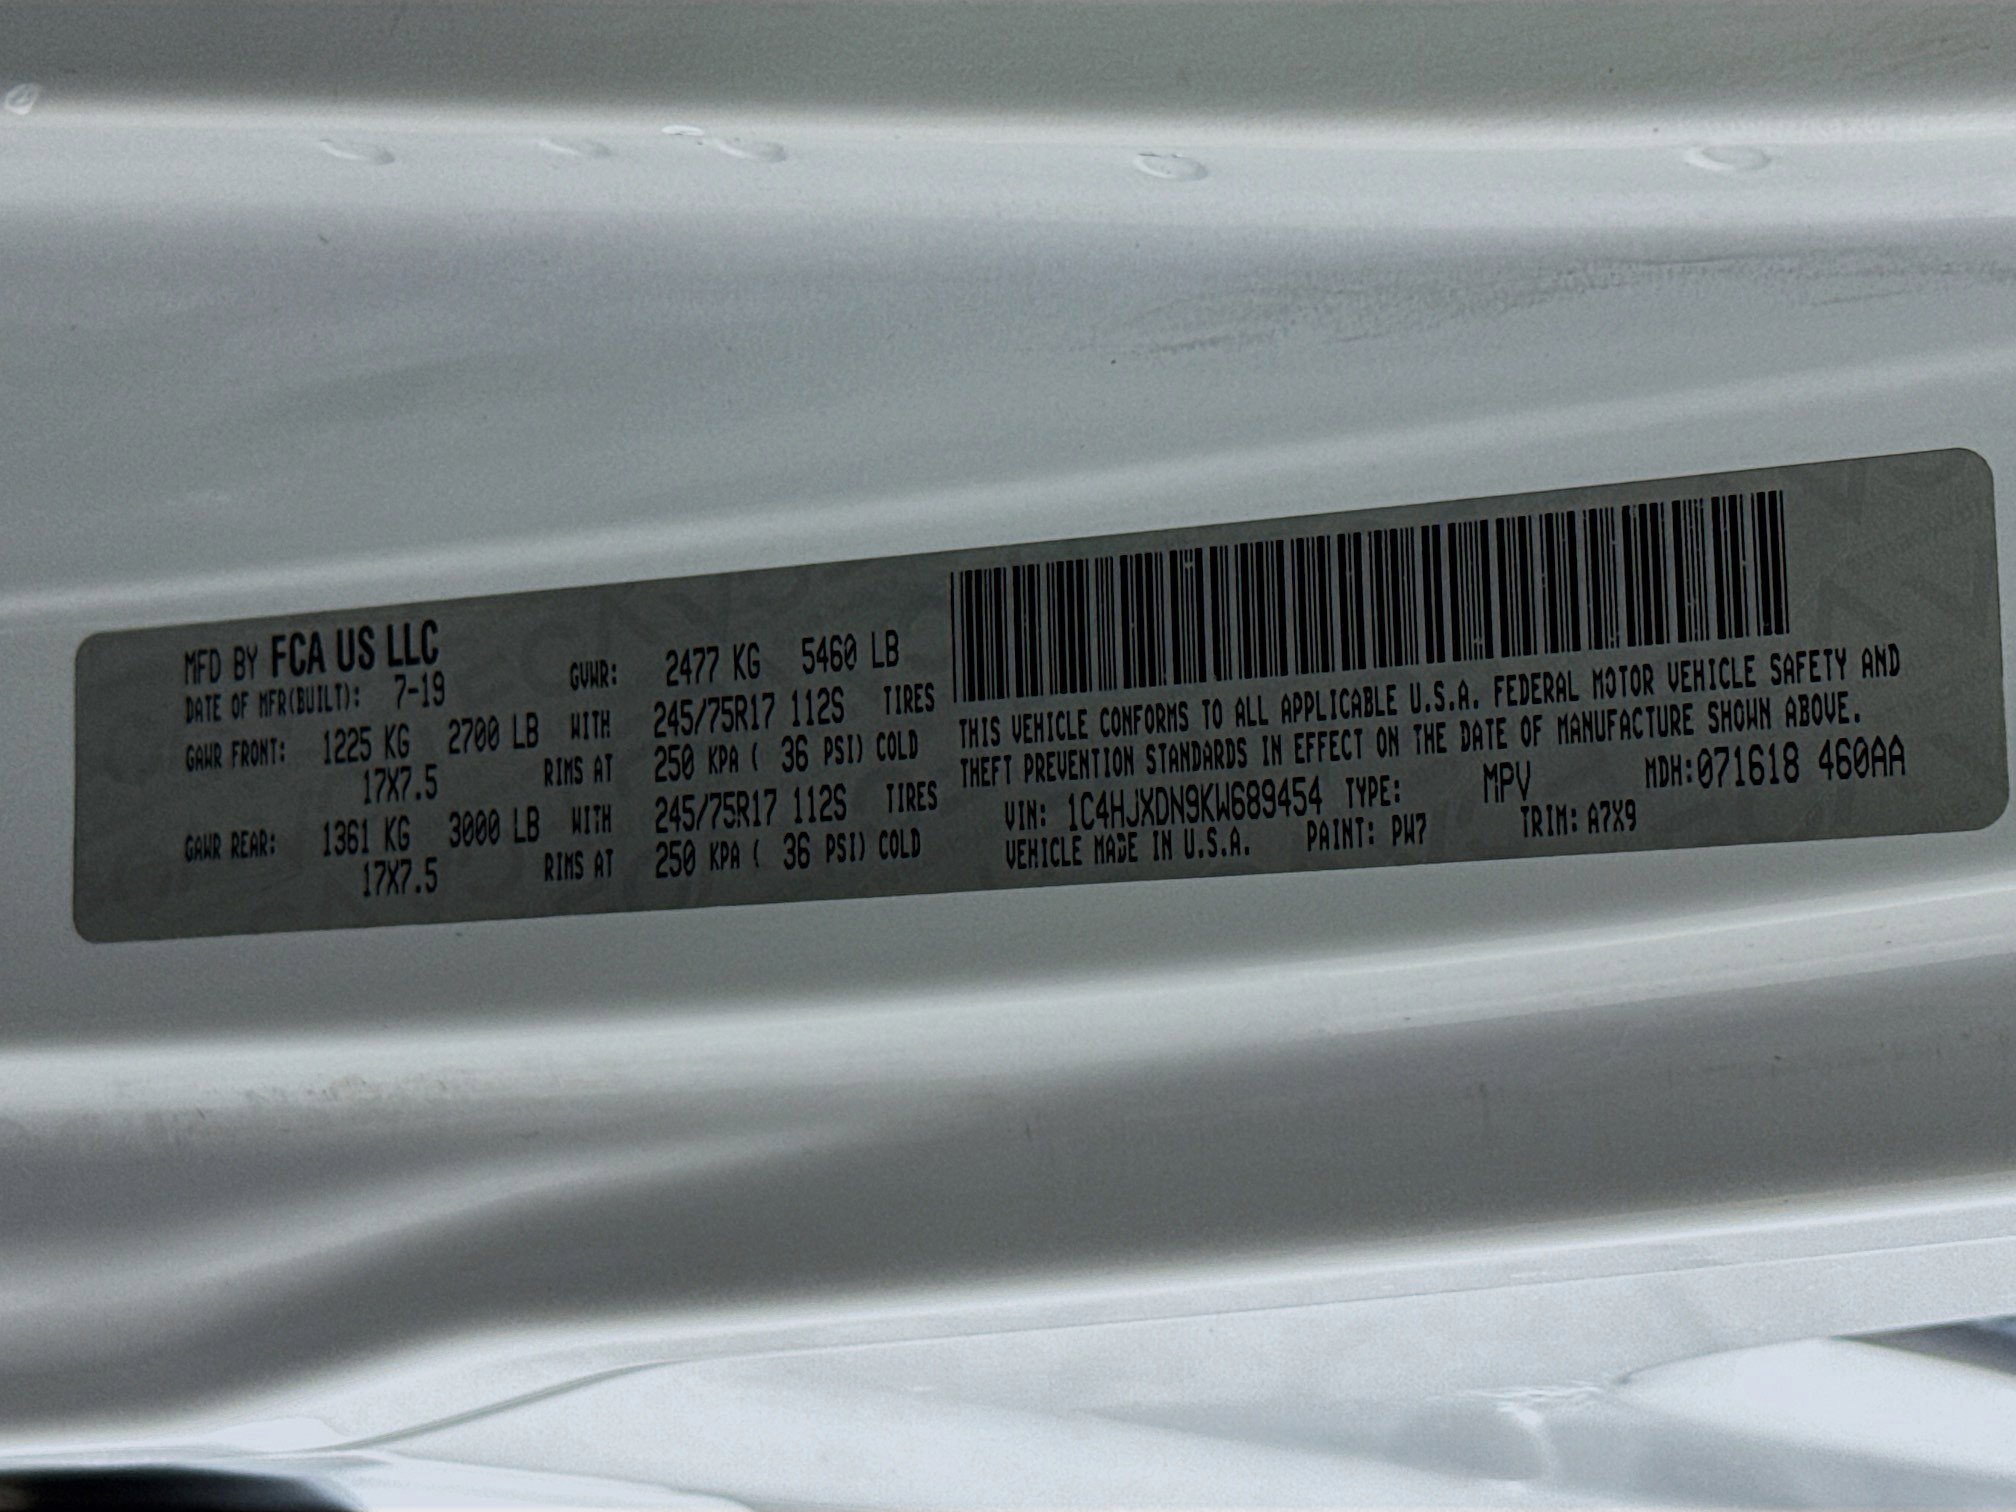 MFD BY FCA US LLC
DATE OF MFR(BUILT): 7-19 GVWR: 2477 KG 5460 LB
GAWR FRONT: 1225 KG 2700 LB WITH 245/75R17 112S TIRES
17X7.5 RIMS AT 250 KPA ( 36 PSI) COLD
GAWR REAR: 1361 KG 3000 LB WITH 245/75R17 112S TIRES
17X7.5 RIMS AT 250 KPA ( 36 PSI) COLD
THIS VEHICLE CONFORMS TO ALL APPLICABLE U.S.A. FEDERAL MOTOR VEHICLE SAFETY AND
THEFT PREVENTION STANDARDS IN EFFECT ON THE DATE OF MANUFACTURE SHOWN ABOVE.
VIN: 1C4HJXDN9KW689454 TYPE: MPV MDH:071618 460AA
VEHICLE MADE IN U.S.A. PAINT: PW7 TRIM: A7X9